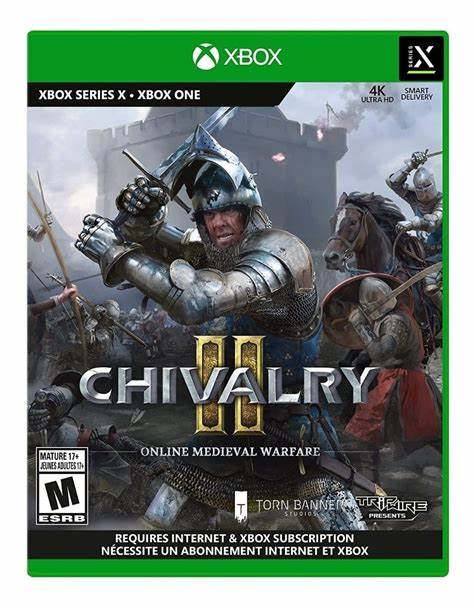 XBOX
SERIES X
XBOX SERIES X • XBOX ONE
4K
ULTRA HD
SMART
DELIVERY
II
CHIVALRY
ONLINE MEDIEVAL WARFARE
MATURE 17+
JEUNES ADULTES 17+
M
ESRB
T
TORN BANNER
STUDIOS
TRIPWIRE
PRESENTS
REQUIRES INTERNET & XBOX SUBSCRIPTION
NÉCESSITE UN ABONNEMENT INTERNET ET XBOX